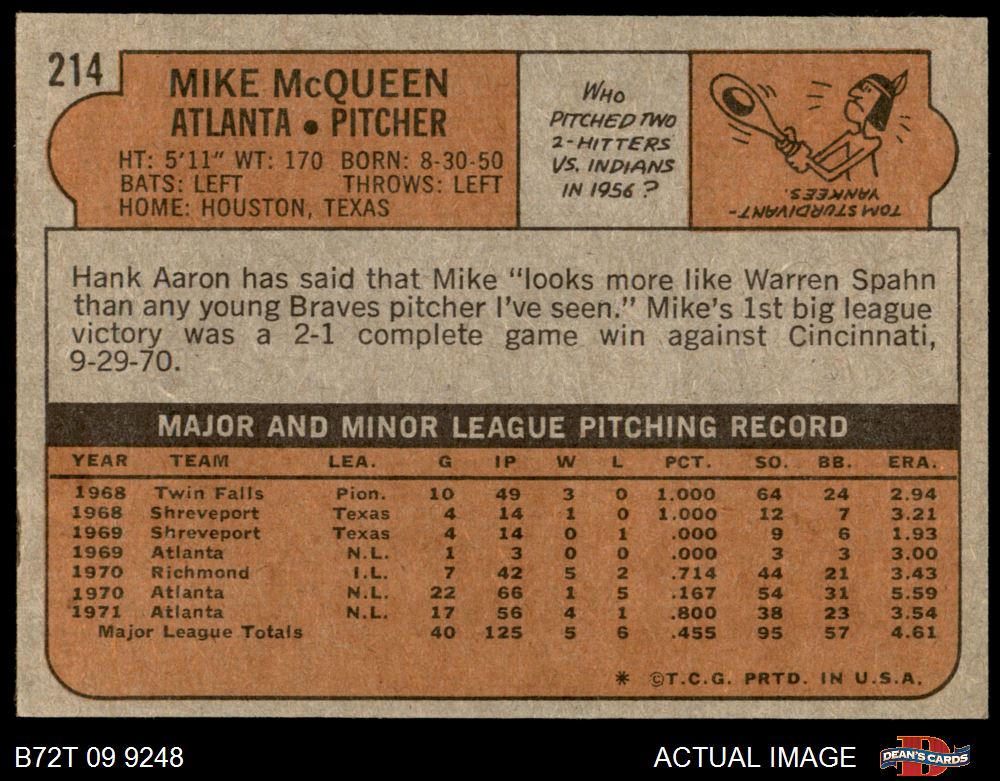 214
MIKE McQUEEN
ATLANTA • PITCHER
HT: 5'11" WT: 170 BORN: 8-30-50
BATS: LEFT THROWS: LEFT
HOME: HOUSTON, TEXAS
WHO
PITCHED TWO
2-HITTERS
VS. INDIANS
IN 1956?
TOM STURDIVANT-
YANKEES.
Hank Aaron has said that Mike "looks more like Warren Spahn
than any young Braves pitcher I've seen." Mike's 1st big league
victory was a 2-1 complete game win against Cincinnati,
9-29-70.
MAJOR AND MINOR LEAGUE PITCHING RECORD
YEAR TEAM LEA. G IP W L PCT. SO. BB. ERA.
1968 Twin Falls Pion. 10 49 3 0 1.000 64 24 2.94
1968 Shreveport Texas 4 14 1 0 1.000 12 7 3.21
1969 Shreveport Texas 4 14 0 1 .000 9 6 1.93
1969 Atlanta N.L. 1 3 0 0 .000 3 3 3.00
1970 Richmond I.L. 7 42 5 2 .714 44 21 3.43
1970 Atlanta N.L. 22 66 1 5 .167 54 31 5.59
1971 Atlanta N.L. 17 56 4 1 .800 38 23 3.54
Major League Totals 40 125 5 6 .455 95 57 4.61
* ©T.C.G. PRTD. IN U.S.A.
B72T 09 9248
ACTUAL IMAGE
DEAN'S CARDS